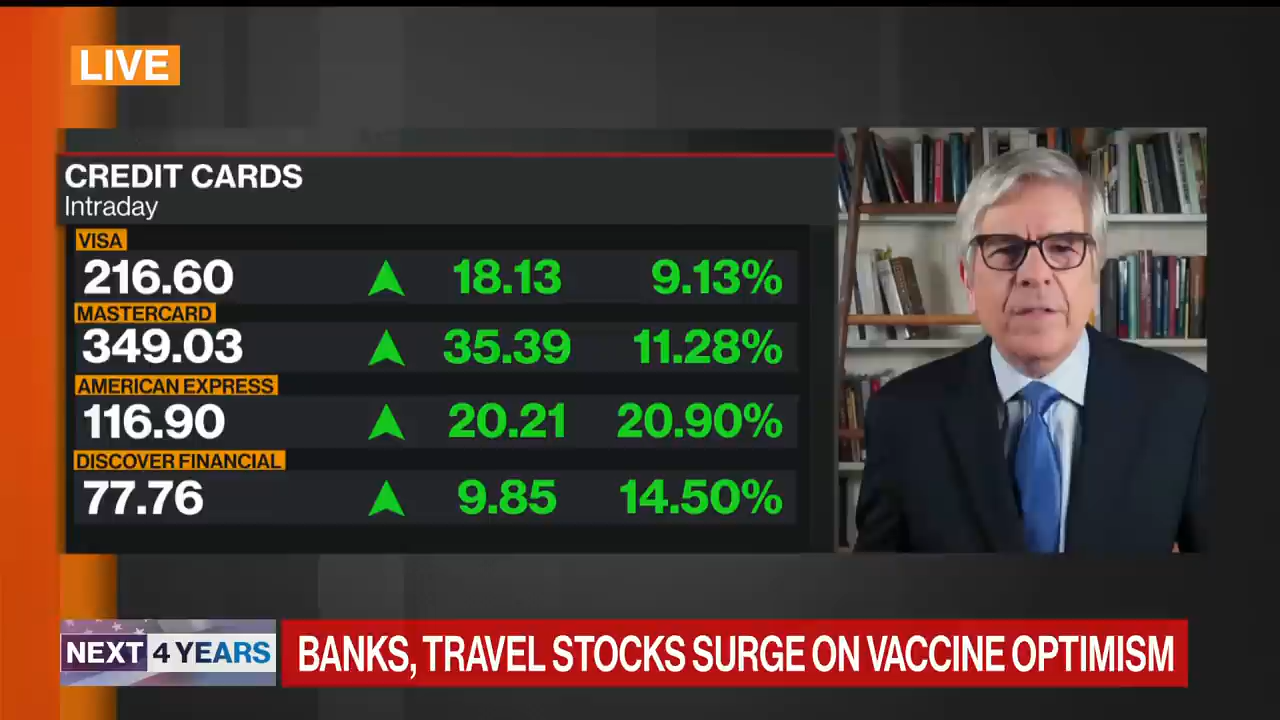 LIVE
CREDIT CARDS
Intraday
VISA
216.60 ▲ 18.13 9.13%
MASTERCARD
349.03 ▲ 35.39 11.28%
AMERICAN EXPRESS
116.90 ▲ 20.21 20.90%
DISCOVER FINANCIAL
77.76 ▲ 9.85 14.50%
NEXT 4 YEARS
BANKS, TRAVEL STOCKS SURGE ON VACCINE OPTIMISM